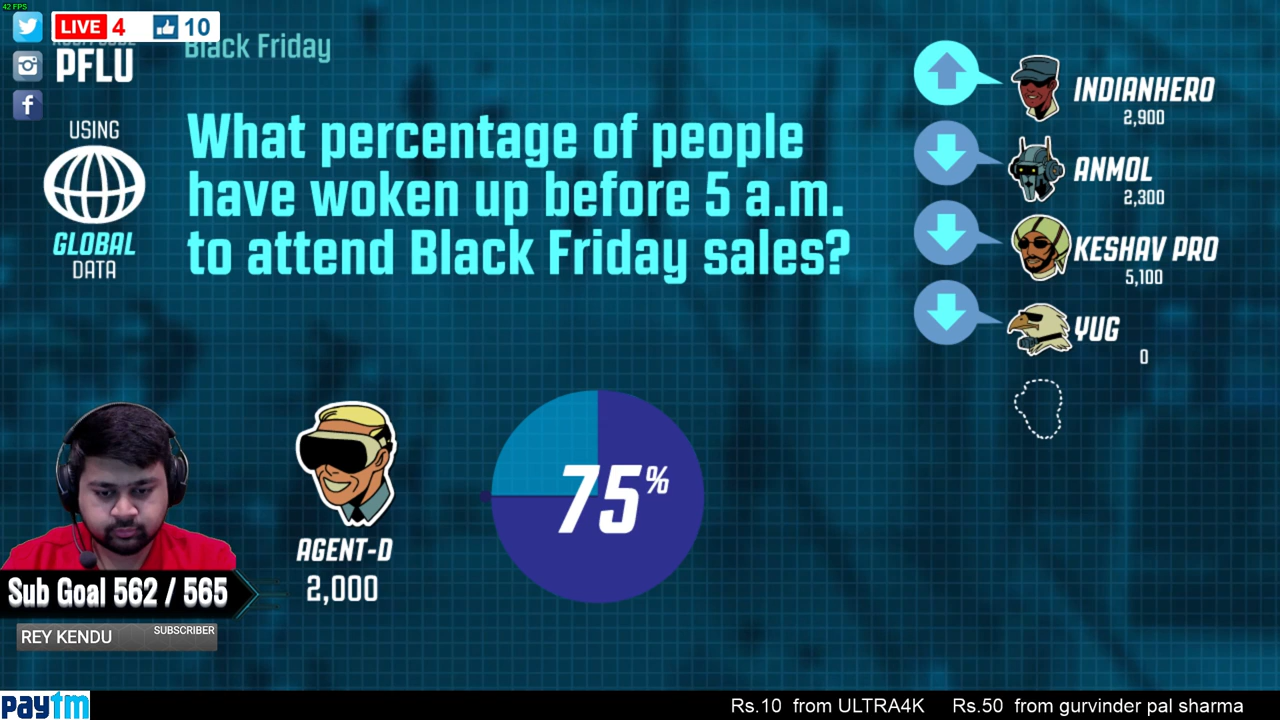 42 FPS
LIVE 4
10
Black Friday
PFLU
USING
GLOBAL
DATA
What percentage of people
have woken up before 5 a.m.
to attend Black Friday sales?
INDIANHERO
2,900
ANMOL
2,300
KESHAV PRO
5,100
YUG
0
75%
AGENT-D
2,000
Sub Goal 562 / 565
REY KENDU
SUBSCRIBER
paytm
Rs.10 from ULTRA4K Rs.50 from gurvinder pal sharma